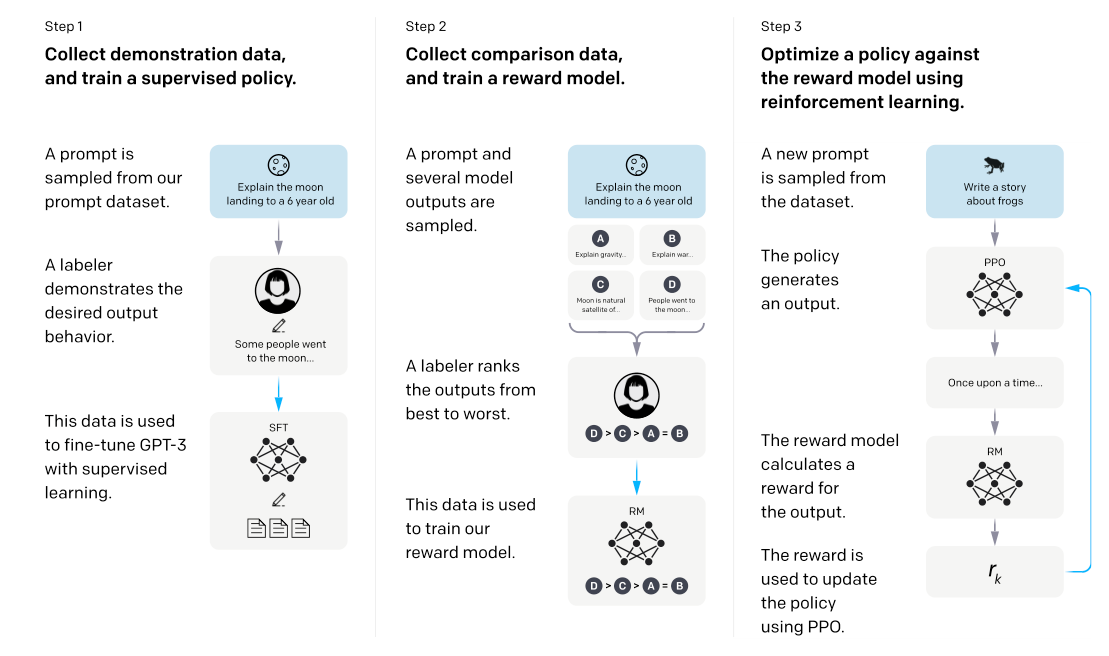 Step 1
Collect demonstration data,
and train a supervised policy.
A prompt is
sampled from our
prompt dataset.
Explain the moon
landing to a 6 year old
A labeler
demonstrates the
desired output
behavior.
Some people went
to the moon...
This data is used
to fine-tune GPT-3
with supervised
learning.
SFT
Step 2
Collect comparison data,
and train a reward model.
A prompt and
several model
outputs are
sampled.
Explain the moon
landing to a 6 year old
A
Explain gravity...
B
Explain war...
C
Moon is natural
satellite of...
D
People went to
the moon...
A labeler ranks
the outputs from
best to worst.
D > C > A = B
This data is used
to train our
reward model.
RM
D > C > A = B
Step 3
Optimize a policy against
the reward model using
reinforcement learning.
A new prompt
is sampled from
the dataset.
Write a story
about frogs
The policy
generates
an output.
PPO
Once upon a time...
The reward model
calculates a
reward for
the output.
RM
The reward is
used to update
the policy
using PPO.
rk